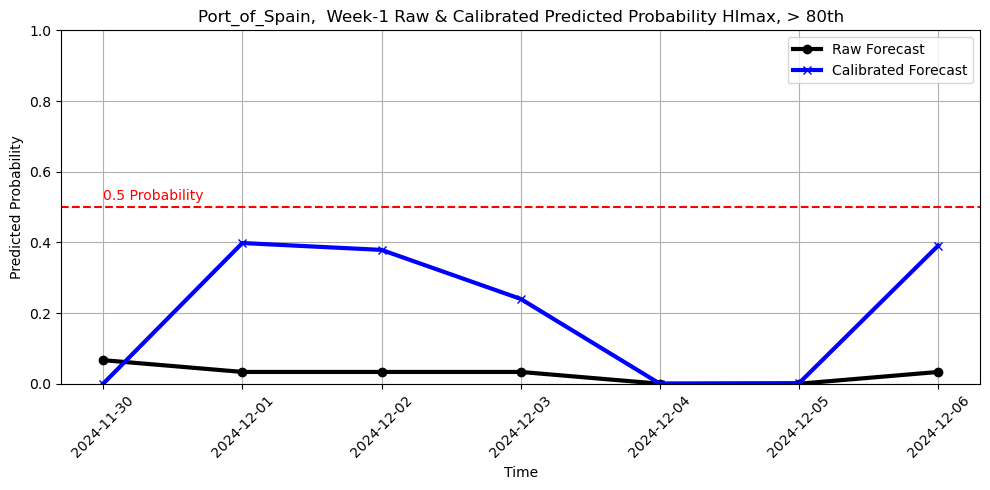 Port_of_Spain,  Week-1 Raw & Calibrated Predicted Probability HImax, > 80th
Raw Forecast
Calibrated Forecast
Predicted Probability
1.0
0.8
0.6
0.4
0.2
0.0
0.5 Probability
2024-11-30
2024-12-01
2024-12-02
2024-12-03
2024-12-04
2024-12-05
2024-12-06
Time